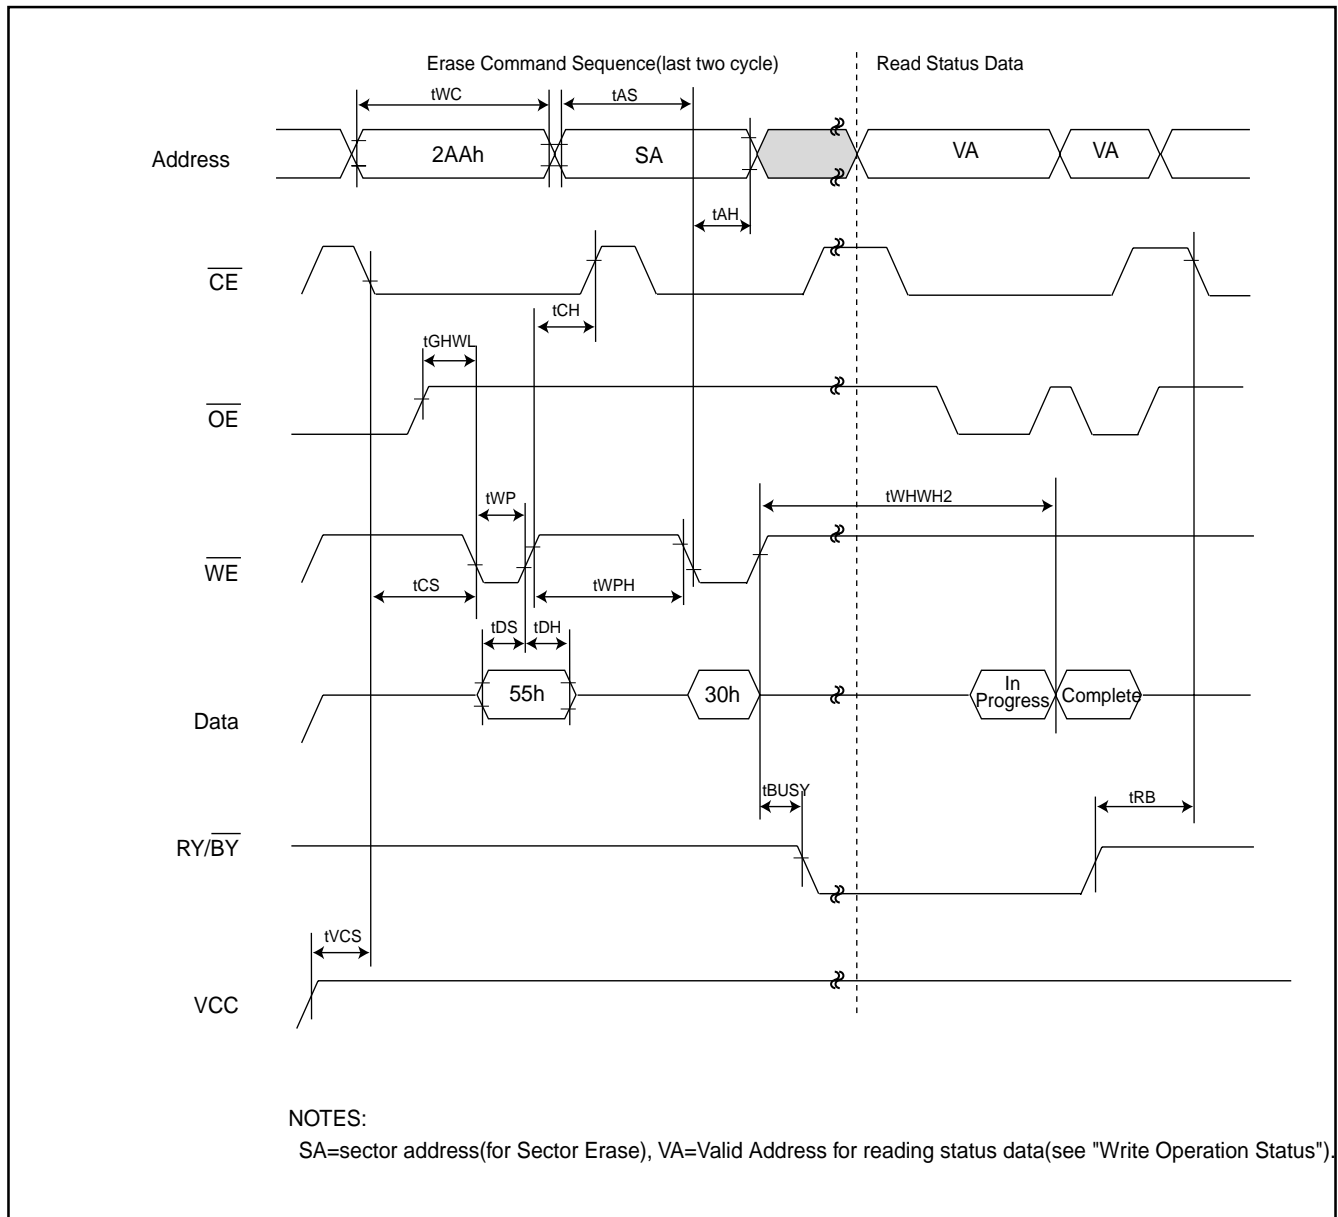 Erase Command Sequence(last two cycle)
Read Status Data
tWC
tAS
Address
2AAh
SA
VA
VA
tAH
CE
tCH
tGHWL
OE
tWP
tWHWH2
WE
tCS
tWPH
tDS
tDH
Data
55h
30h
In
Progress
Complete
tBUSY
tRB
RY/BY
tVCS
VCC
NOTES:
SA=sector address(for Sector Erase), VA=Valid Address for reading status data(see "Write Operation Status").